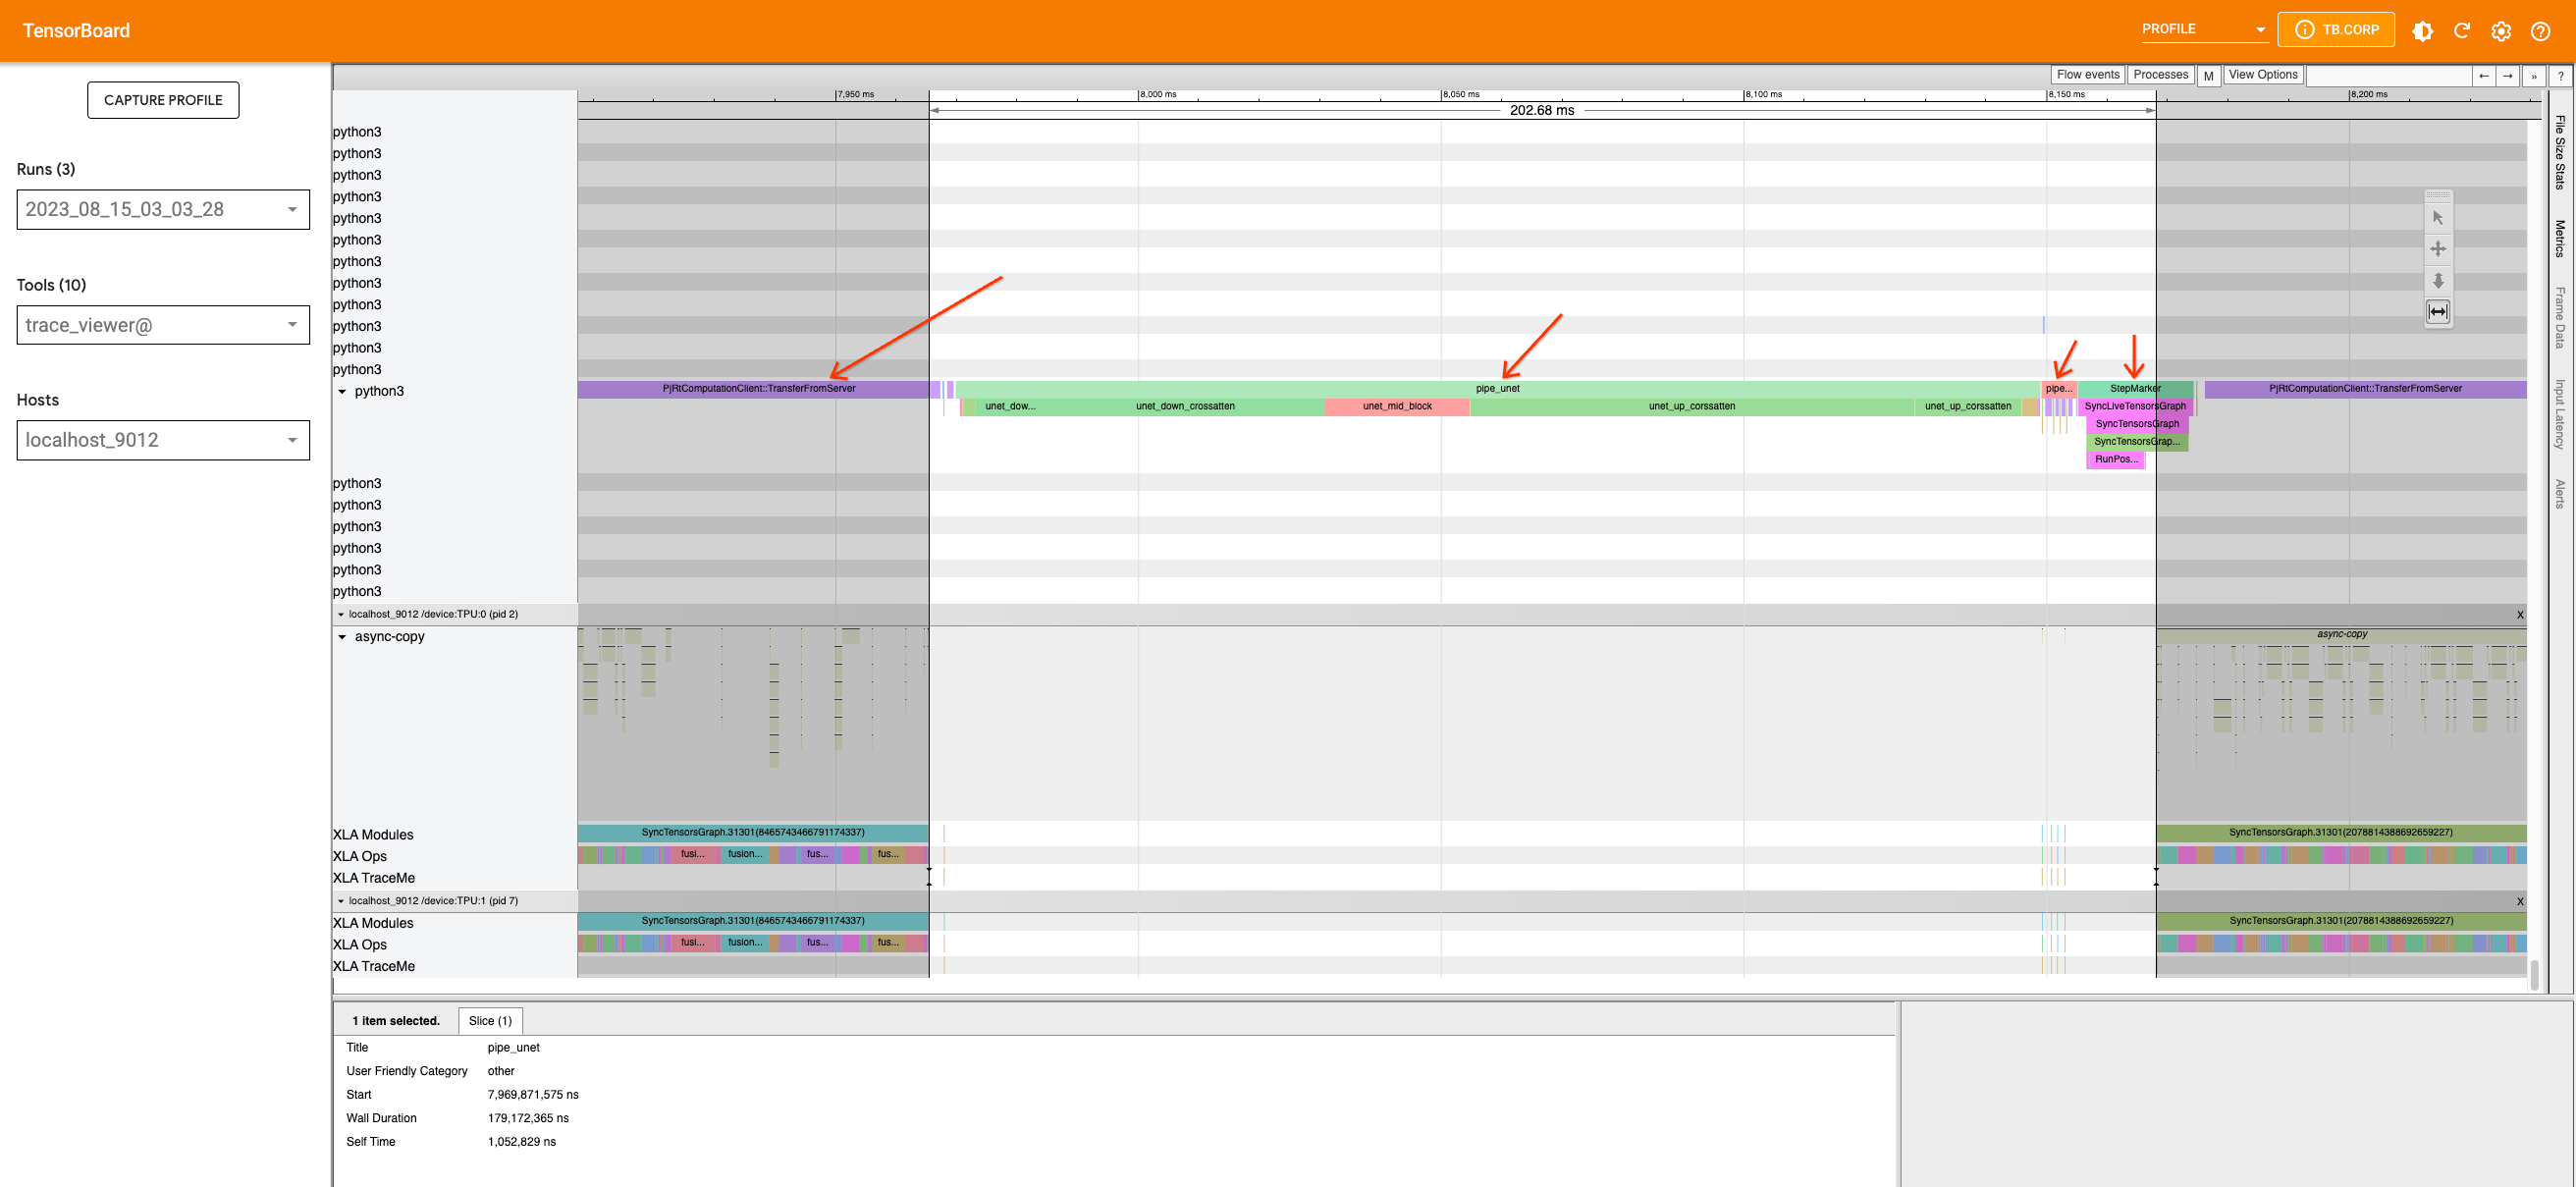 TensorBoard
PROFILE
TB.CORP
CAPTURE PROFILE
Runs (3)
2023_08_15_03_03_28
Tools (10)
trace_viewer@
Hosts
localhost_9012
Flow events Processes M View Options ← → » ?
7,950 ms 8,000 ms 8,050 ms 8,100 ms 8,150 ms 8,200 ms
202.68 ms
python3
python3
python3
python3
python3
python3
python3
python3
python3
python3
python3
python3
python3
PjRtComputationClient::TransferFromServer pipe_unet pipe... StepMarker PjRtComputationClient::TransferFromServer
unet_dow... unet_down_crossatten unet_mid_block unet_up_corssatten unet_up_corssatten SyncLiveTensorsGraph
SyncTensorsGraph
SyncTensorsGrap...
RunPos...
python3
python3
python3
python3
python3
python3
localhost_9012 /device:TPU:0 (pid 2) X
async-copy async-copy
XLA Modules SyncTensorsGraph.31301(8465743466791174337) SyncTensorsGraph.31301(2078814388692659227)
XLA Ops fusi... fusion... fus... fus...
XLA TraceMe
localhost_9012 /device:TPU:1 (pid 7) X
XLA Modules SyncTensorsGraph.31301(8465743466791174337) SyncTensorsGraph.31301(2078814388692659227)
XLA Ops fusi... fusion... fus... fus...
XLA TraceMe
File Size Stats
Metrics
Frame Data
Input Latency
Alerts
1 item selected. Slice (1)
Title pipe_unet
User Friendly Category other
Start 7,969,871,575 ns
Wall Duration 179,172,365 ns
Self Time 1,052,829 ns